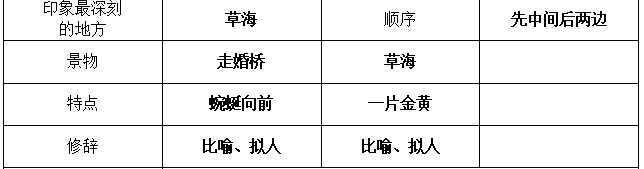 印象最深刻
的地方 草海 顺序 先中间后两边
景物 走婚桥 草海
特点 蜿蜒向前 一片金黄
修辞 比喻、拟人 比喻、拟人